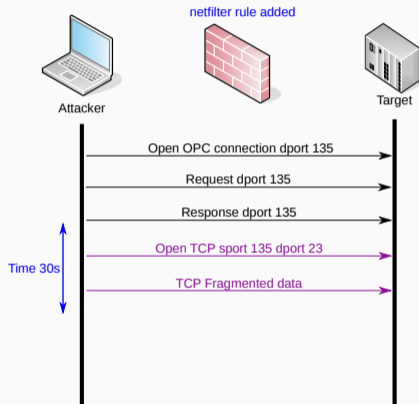 netfilter rule added
Attacker
Target
Open OPC connection dport 135
Request dport 135
Response dport 135
Open TCP sport 135 dport 23
Time 30s
TCP Fragmented data